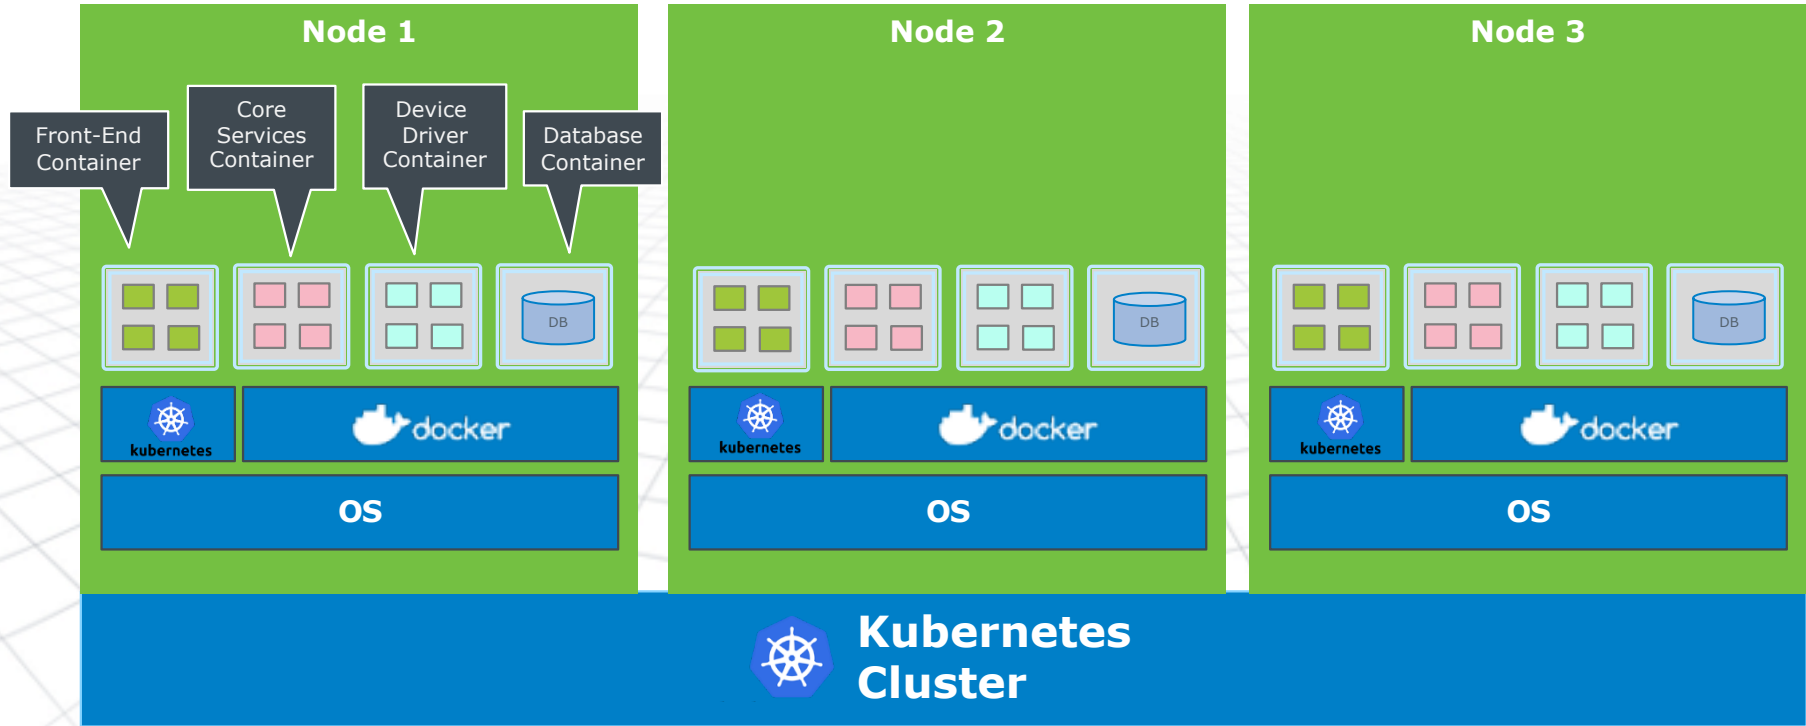 Node 1
Node 2
Node 3
Front-End
Container
Core
Services
Container
Device
Driver
Container
Database
Container
DB
DB
DB
kubernetes
docker
kubernetes
docker
kubernetes
docker
OS
OS
OS
Kubernetes
Cluster